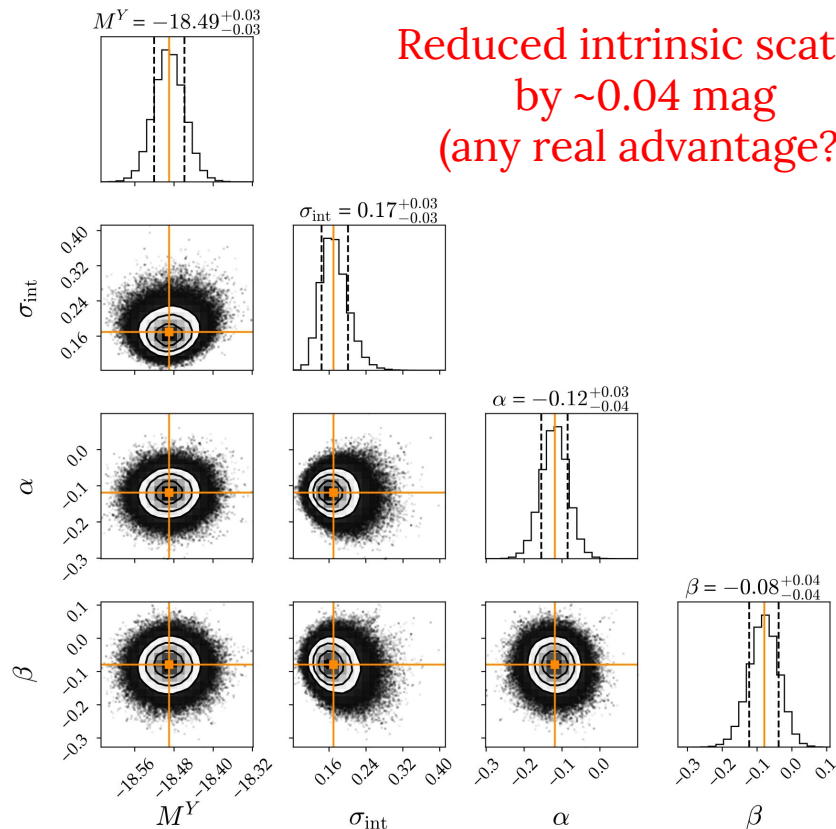 M^Y = −18.49^{+0.03}_{−0.03}
Reduced intrinsic scat
by ~0.04 mag
(any real advantage?
σ_int = 0.17^{+0.03}_{−0.03}
0.40
0.32
0.24
0.16
σ_int
α = −0.12^{+0.03}_{−0.04}
0.0
−0.1
−0.2
−0.3
α
β = −0.08^{+0.04}_{−0.04}
0.1
0.0
−0.1
−0.2
−0.3
β
−18.56 −18.48 −18.40 −18.32
0.16 0.24 0.32 0.40
−0.3 −0.2 −0.1 0.0
−0.3 −0.2 −0.1 0.0 0.1
M^Y σ_int α β